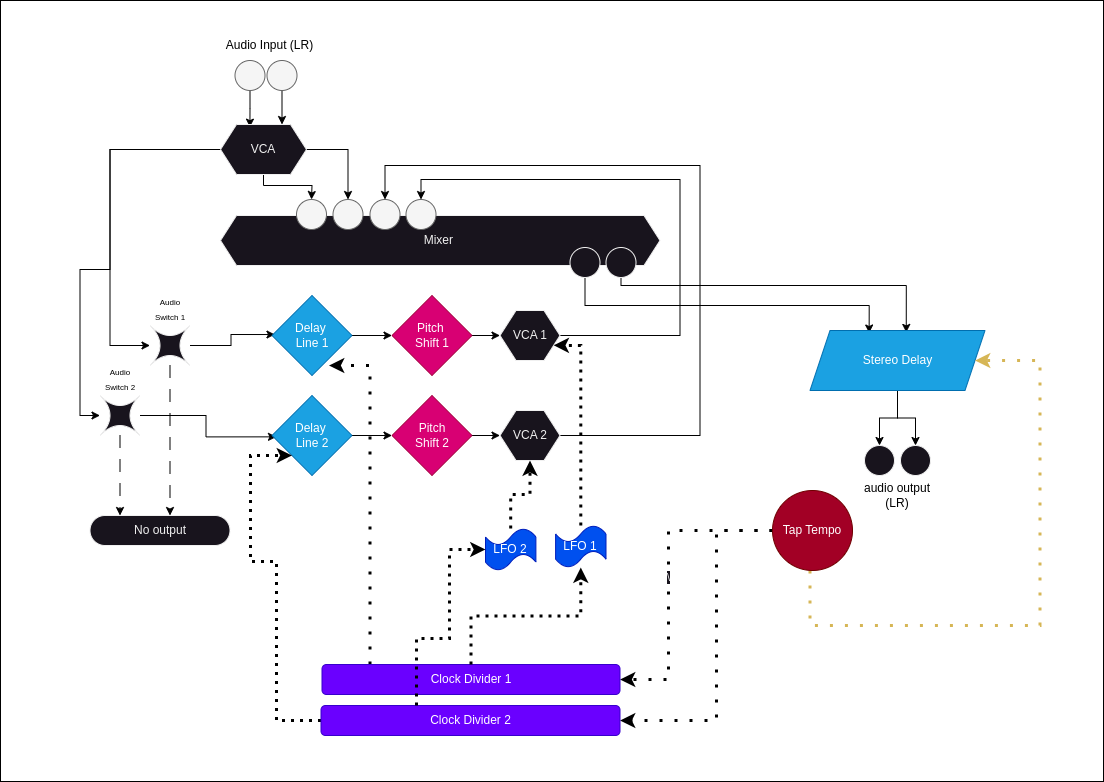 Audio Input (LR)
VCA
Mixer
Audio
Switch 1
Delay
Line 1
Pitch
Shift 1
VCA 1
Stereo Delay
Audio
Switch 2
Delay
Line 2
Pitch
Shift 2
VCA 2
audio output
(LR)
No output
LFO 2
LFO 1
Tap Tempo
Clock Divider 1
Clock Divider 2